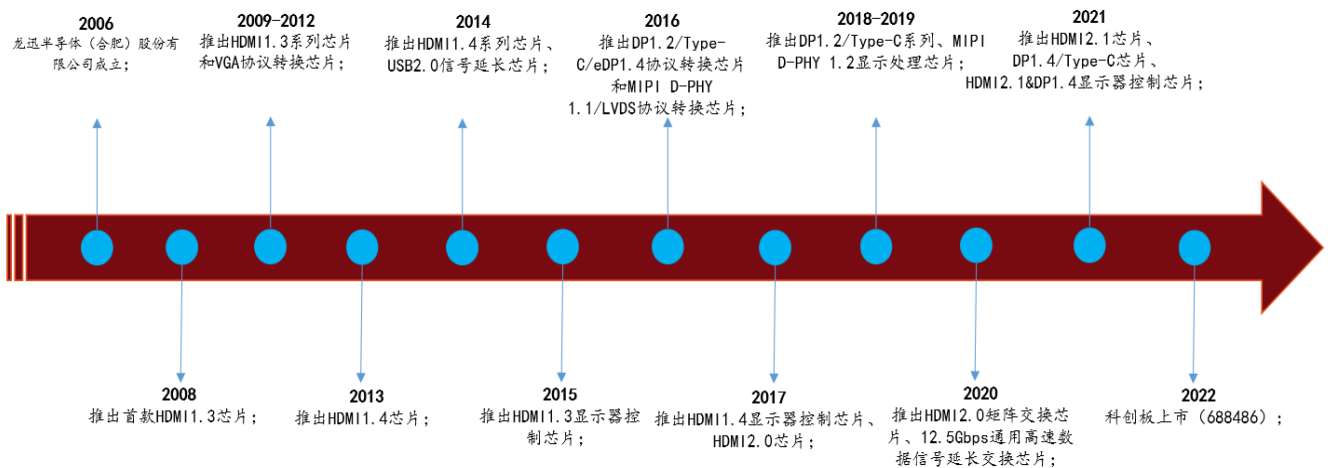 2006
龙迅半导体（合肥）股份有
限公司成立；
2009-2012
推出HDMI1.3系列芯片
和VGA协议转换芯片；
2014
推出HDMI1.4系列芯片、
USB2.0信号延长芯片；
2016
推出DP1.2/Type-
C/eDP1.4协议转换芯片
和MIPI D-PHY
1.1/LVDS协议转换芯片；
2018-2019
推出DP1.2/Type-C系列、MIPI
D-PHY 1.2显示处理芯片；
2021
推出HDMI2.1芯片、
DP1.4/Type-C芯片、
HDMI2.1&DP1.4显示器控制芯片；
2008
推出首款HDMI1.3芯片；
2013
推出HDMI1.4芯片；
2015
推出HDMI1.3显示器控
制芯片；
2017
推出HDMI1.4显示器控制芯片、
HDMI2.0芯片；
2020
推出HDMI2.0矩阵交换芯
片、12.5Gbps通用高速数
据信号延长交换芯片；
2022
科创板上市（688486）；